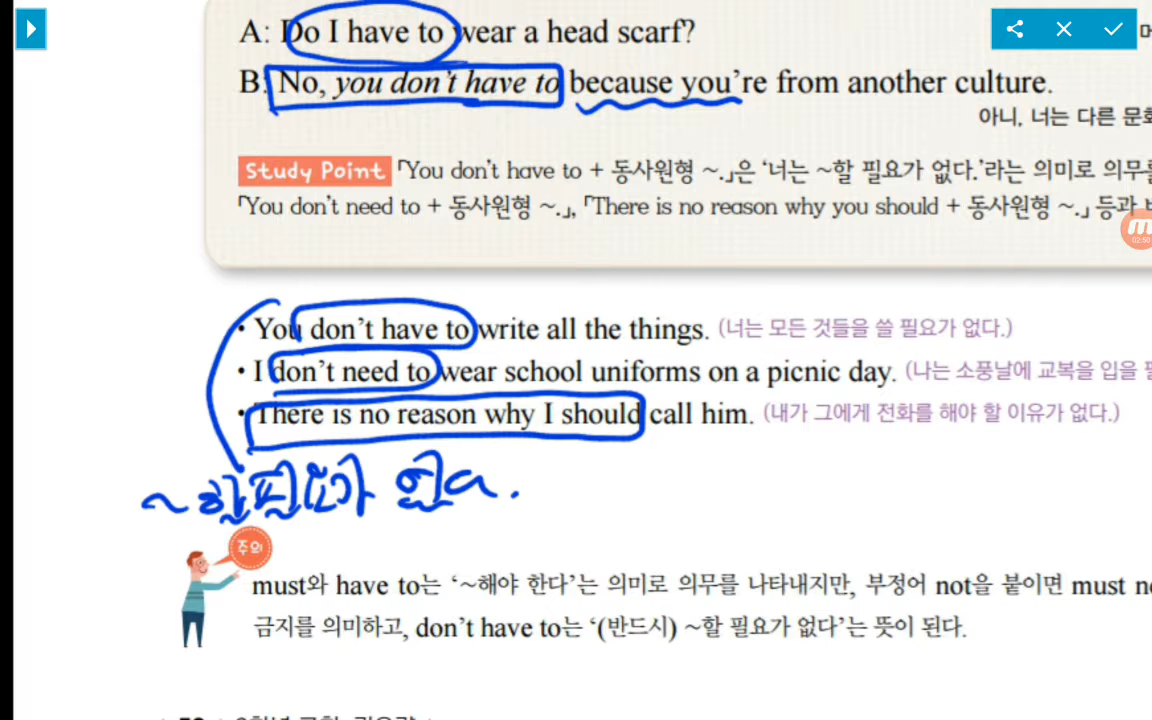 A: Do I have to wear a head scarf?
B: No, you don't have to because you're from another culture.
아니, 너는 다른 문화
Study Point 「You don't have to + 동사원형 ~.」은 '너는 ~할 필요가 없다.'라는 의미로 의무를
「You don't need to + 동사원형 ~.」, 「There is no reason why you should + 동사원형 ~.」 등과
02:50
• You don't have to write all the things. (너는 모든 것들을 쓸 필요가 없다.)
• I don't need to wear school uniforms on a picnic day. (나는 소풍날에 교복을 입을
• There is no reason why I should call him. (내가 그에게 전화를 해야 할 이유가 없다.)
~할 필요가 없다.
주의
must와 have to는 '~해야 한다'는 의미로 의무를 나타내지만, 부정어 not을 붙이면 must no
금지를 의미하고, don't have to는 '(반드시) ~할 필요가 없다'는 뜻이 된다.